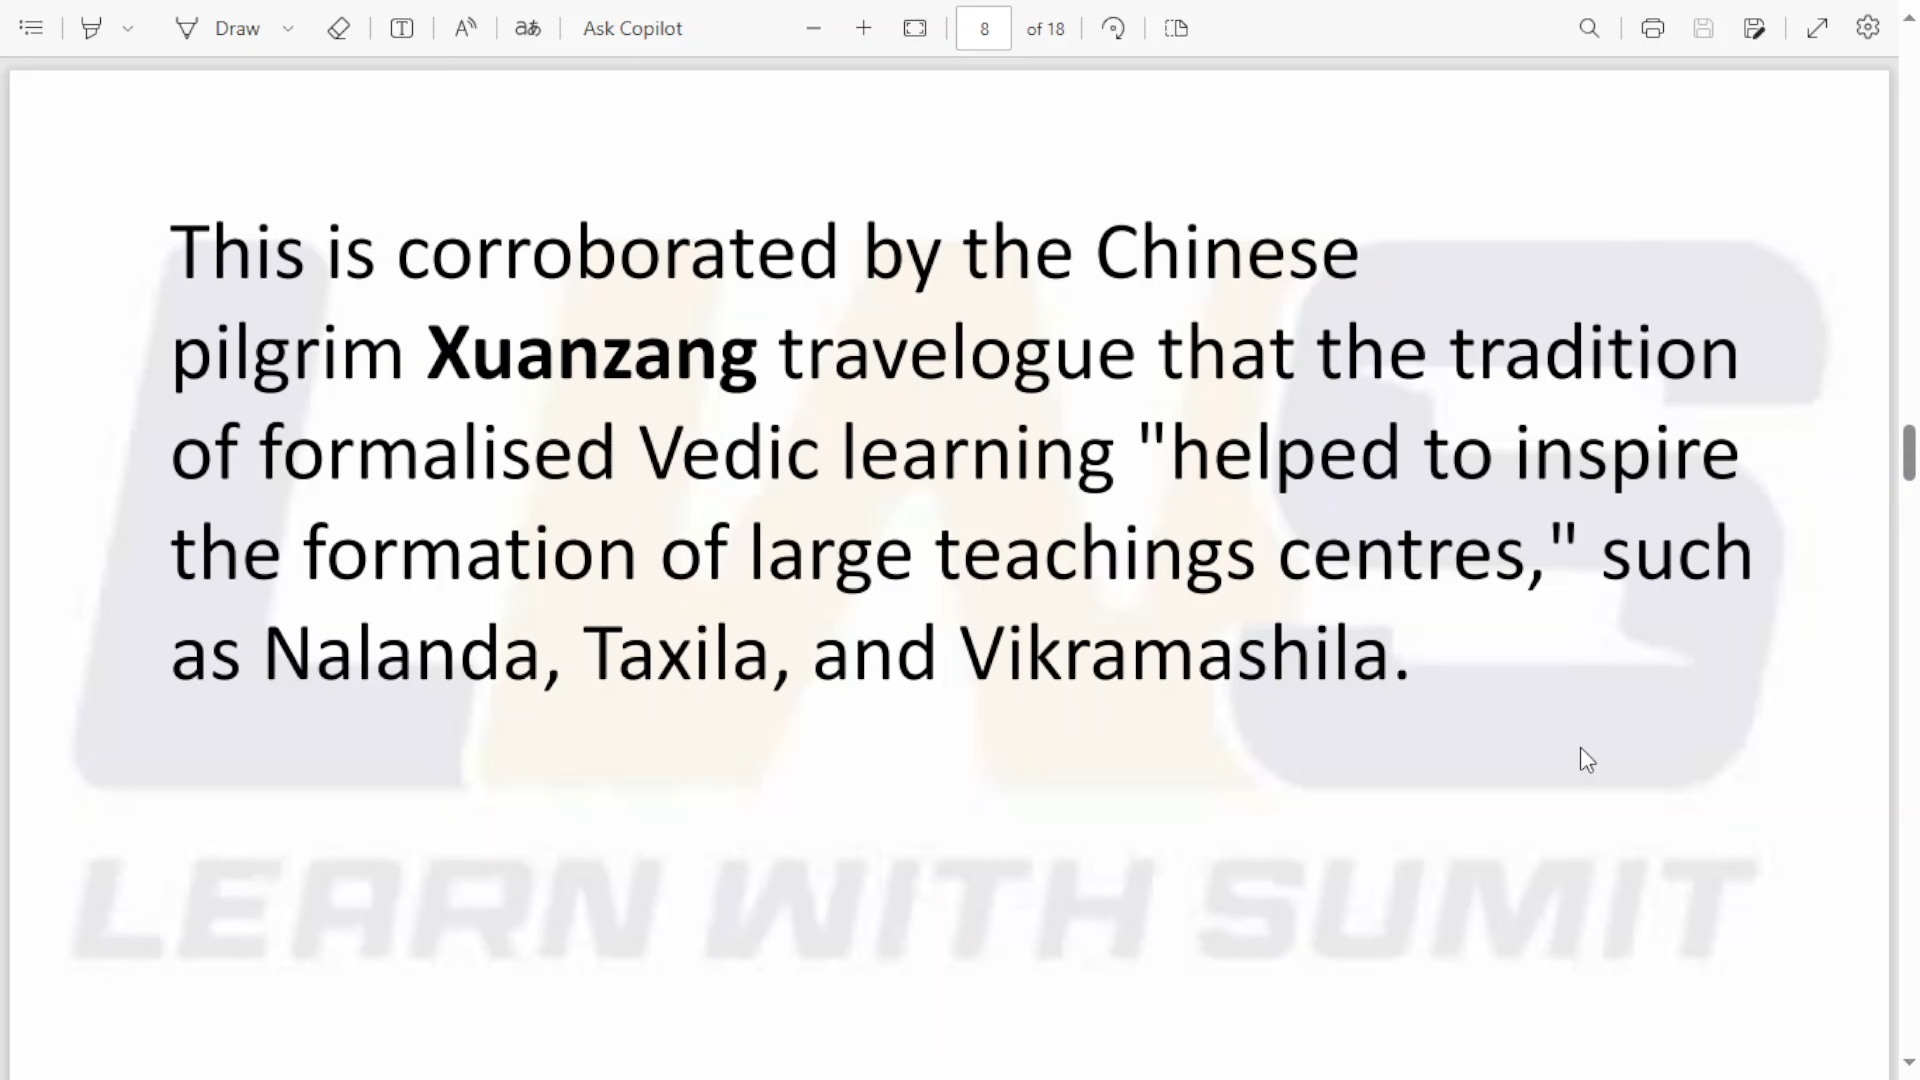 Draw
Ask Copilot
8 of 18
This is corroborated by the Chinese
pilgrim Xuanzang travelogue that the tradition
of formalised Vedic learning "helped to inspire
the formation of large teachings centres," such
as Nalanda, Taxila, and Vikramashila.
LWS
LEARN WITH SUMIT